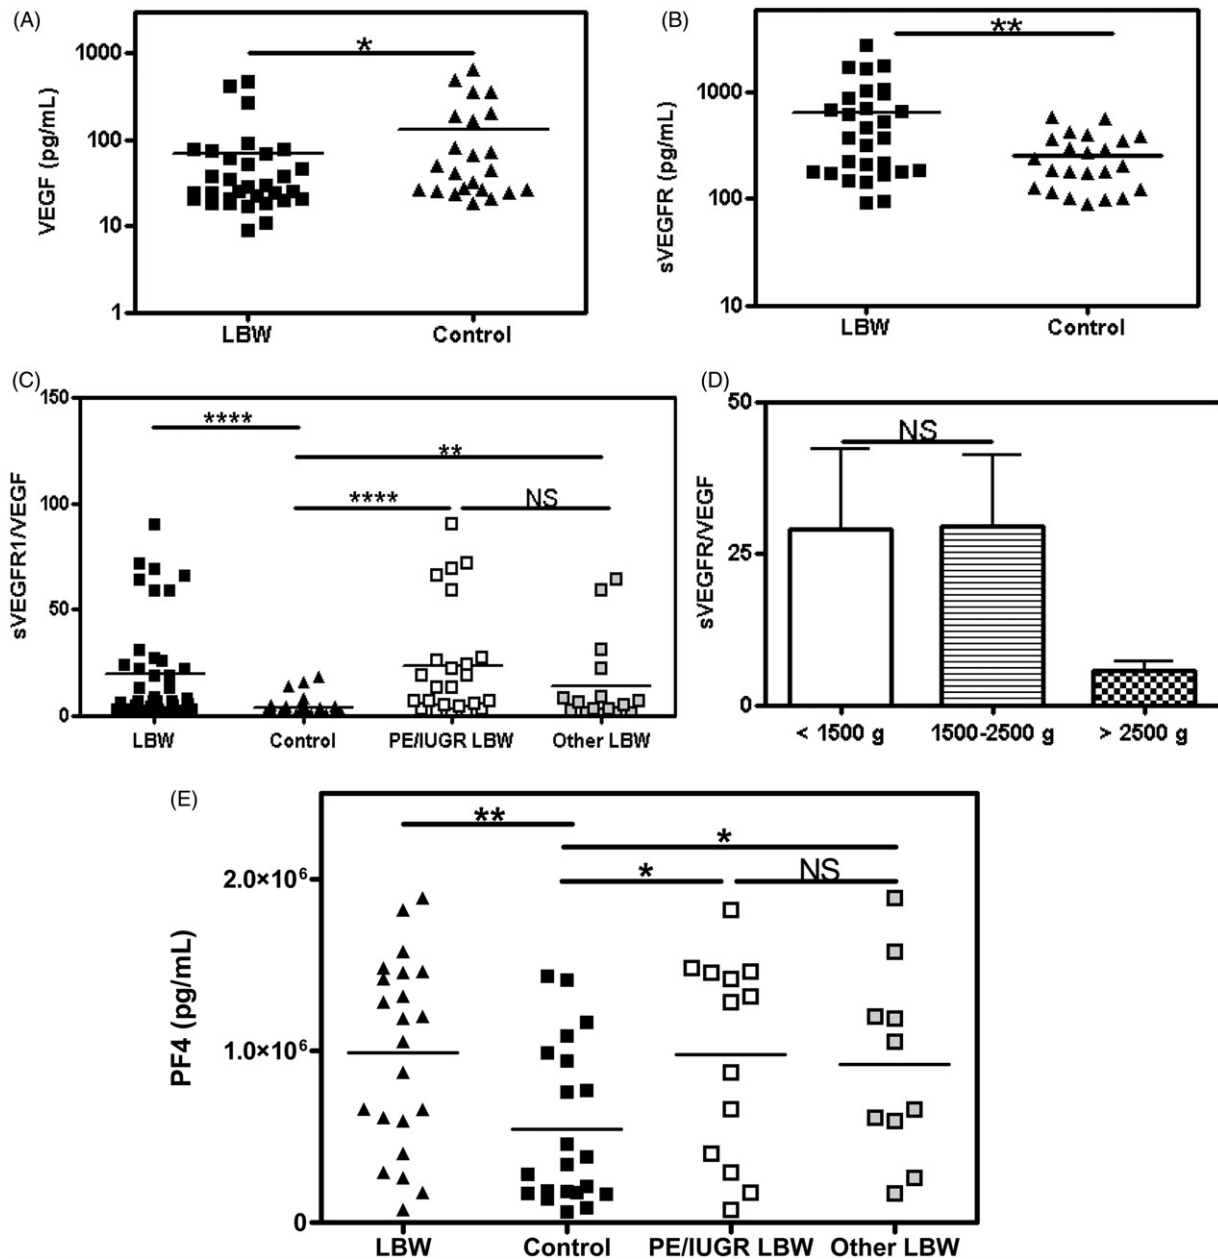 (A)
VEGF (pg/mL)
1000
100
10
1
*
LBW
Control
(B)
sVEGFR (pg/mL)
1000
100
10
**
LBW
Control
(C)
sVEGFR1/VEGF
150
100
50
0
****
**
****
NS
LBW
Control
PE/IUGR LBW
Other LBW
(D)
sVEGFR/VEGF
50
25
0
NS
< 1500 g
1500-2500 g
> 2500 g
(E)
PF4 (pg/mL)
2.0×10⁶
1.0×10⁶
0
**
*
*
NS
LBW
Control
PE/IUGR LBW
Other LBW